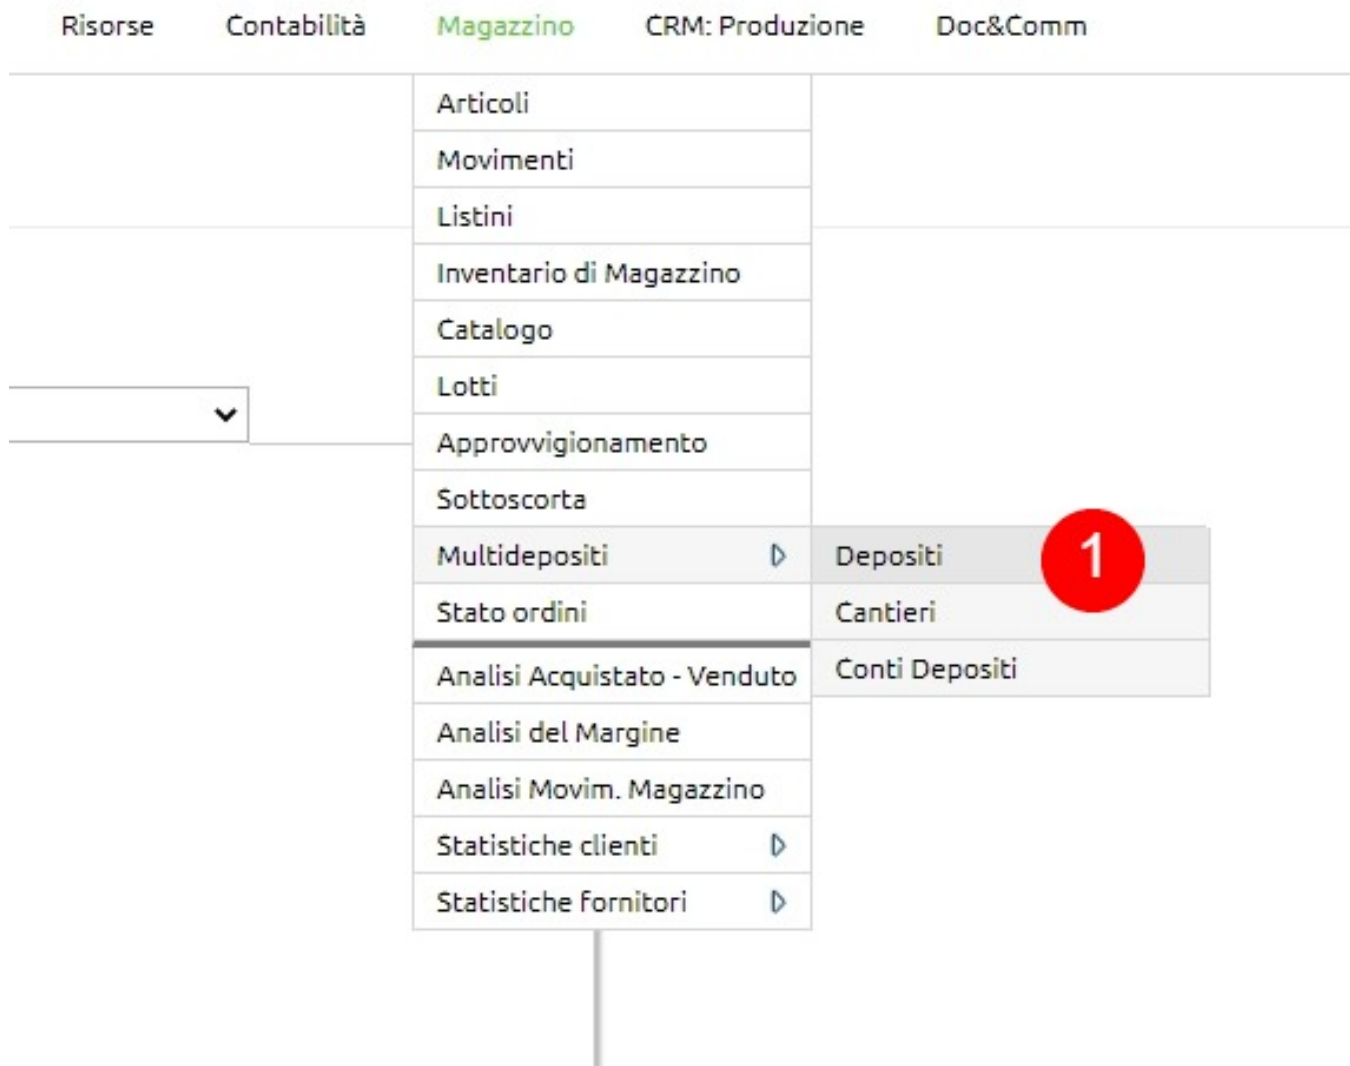 Risorse Contabilità Magazzino CRM: Produzione Doc&Comm
Articoli
Movimenti
Listini
Inventario di Magazzino
Catalogo
Lotti
Approvvigionamento
Sottoscorta
Multidepositi Depositi 1
Stato ordini Cantieri
Analisi Acquistato - Venduto Conti Depositi
Analisi del Margine
Analisi Movim. Magazzino
Statistiche clienti
Statistiche fornitori